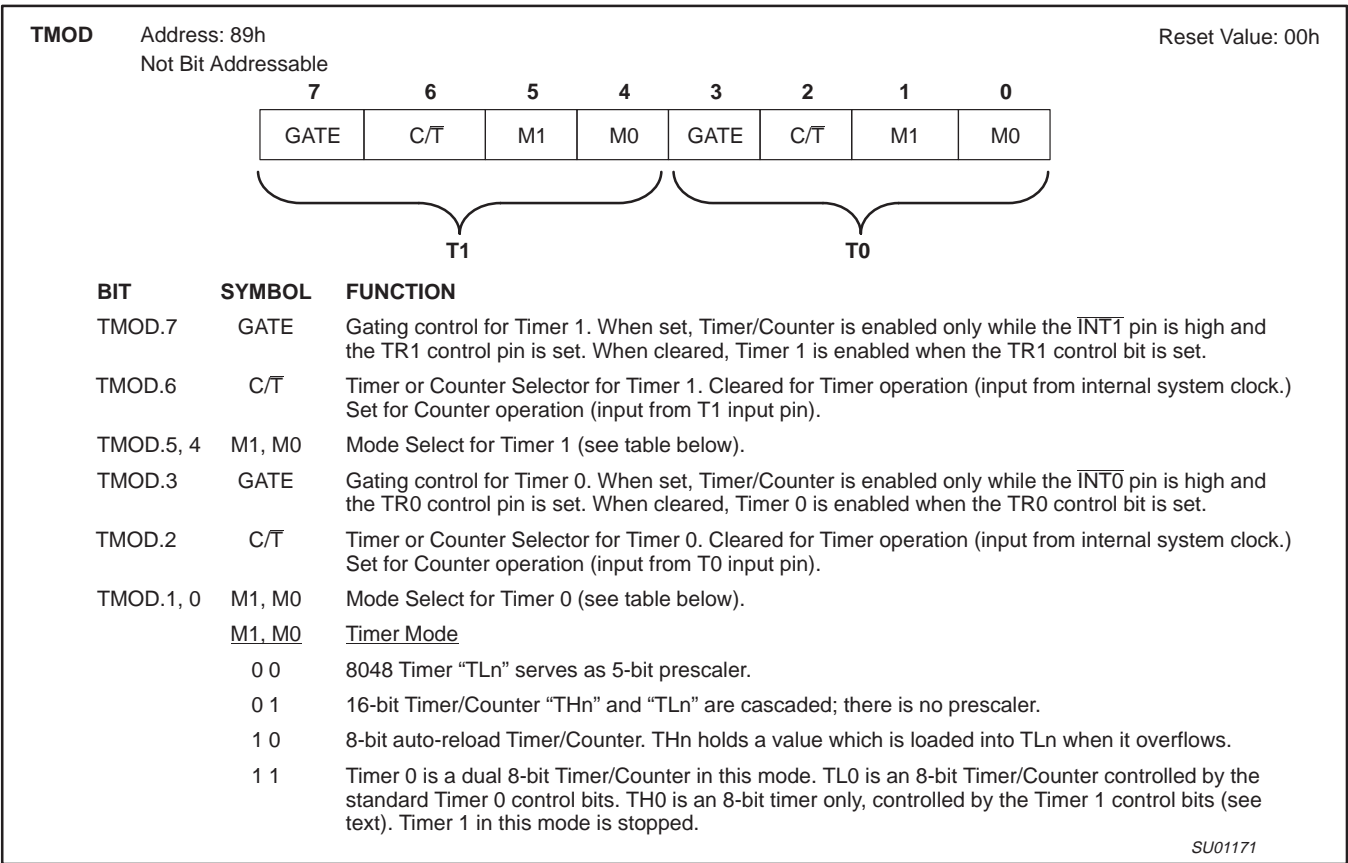 TMOD Address: 89h Reset Value: 00h
Not Bit Addressable
7 6 5 4 3 2 1 0
GATE C/T̅ M1 M0 GATE C/T̅ M1 M0
T1 T0
BIT SYMBOL FUNCTION
TMOD.7 GATE Gating control for Timer 1. When set, Timer/Counter is enabled only while the I̅N̅T̅1̅ pin is high and
the TR1 control pin is set. When cleared, Timer 1 is enabled when the TR1 control bit is set.
TMOD.6 C/T̅ Timer or Counter Selector for Timer 1. Cleared for Timer operation (input from internal system clock.)
Set for Counter operation (input from T1 input pin).
TMOD.5, 4 M1, M0 Mode Select for Timer 1 (see table below).
TMOD.3 GATE Gating control for Timer 0. When set, Timer/Counter is enabled only while the I̅N̅T̅0̅ pin is high and
the TR0 control pin is set. When cleared, Timer 0 is enabled when the TR0 control bit is set.
TMOD.2 C/T̅ Timer or Counter Selector for Timer 0. Cleared for Timer operation (input from internal system clock.)
Set for Counter operation (input from T0 input pin).
TMOD.1, 0 M1, M0 Mode Select for Timer 0 (see table below).
M1, M0 Timer Mode
0 0 8048 Timer “TLn” serves as 5-bit prescaler.
0 1 16-bit Timer/Counter “THn” and “TLn” are cascaded; there is no prescaler.
1 0 8-bit auto-reload Timer/Counter. THn holds a value which is loaded into TLn when it overflows.
1 1 Timer 0 is a dual 8-bit Timer/Counter in this mode. TL0 is an 8-bit Timer/Counter controlled by the
standard Timer 0 control bits. TH0 is an 8-bit timer only, controlled by the Timer 1 control bits (see
text). Timer 1 in this mode is stopped.
SU01171